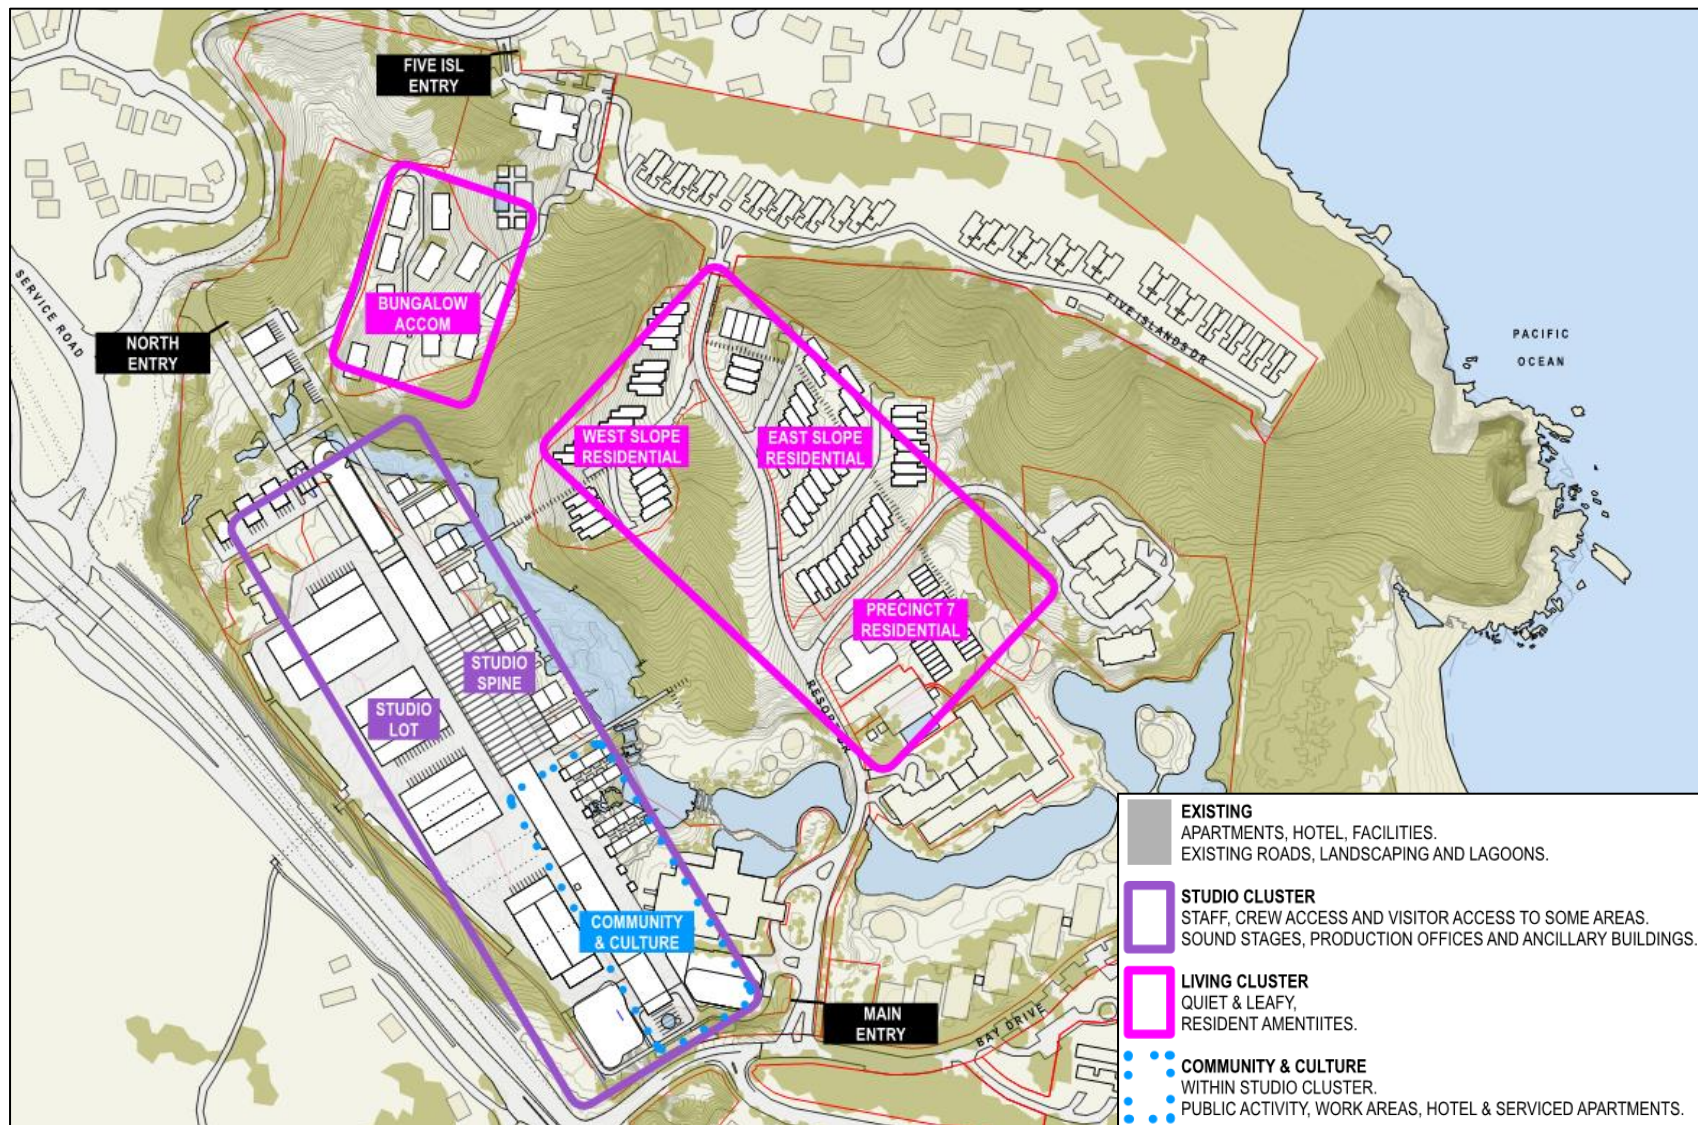 FIVE ISL
ENTRY
SERVICE ROAD
NORTH
ENTRY
BUNGALOW
ACCOM
FIVE ISLANDS DR
PACIFIC
OCEAN
WEST SLOPE
RESIDENTIAL
EAST SLOPE
RESIDENTIAL
PRECINCT 7
RESIDENTIAL
STUDIO
SPINE
STUDIO
LOT
RESORT DR
COMMUNITY
& CULTURE
MAIN
ENTRY
BAY DRIVE
EXISTING
APARTMENTS, HOTEL, FACILITIES.
EXISTING ROADS, LANDSCAPING AND LAGOONS.
STUDIO CLUSTER
STAFF, CREW ACCESS AND VISITOR ACCESS TO SOME AREAS.
SOUND STAGES, PRODUCTION OFFICES AND ANCILLARY BUILDINGS.
LIVING CLUSTER
QUIET & LEAFY,
RESIDENT AMENTIITES.
COMMUNITY & CULTURE
WITHIN STUDIO CLUSTER.
PUBLIC ACTIVITY, WORK AREAS, HOTEL & SERVICED APARTMENTS.